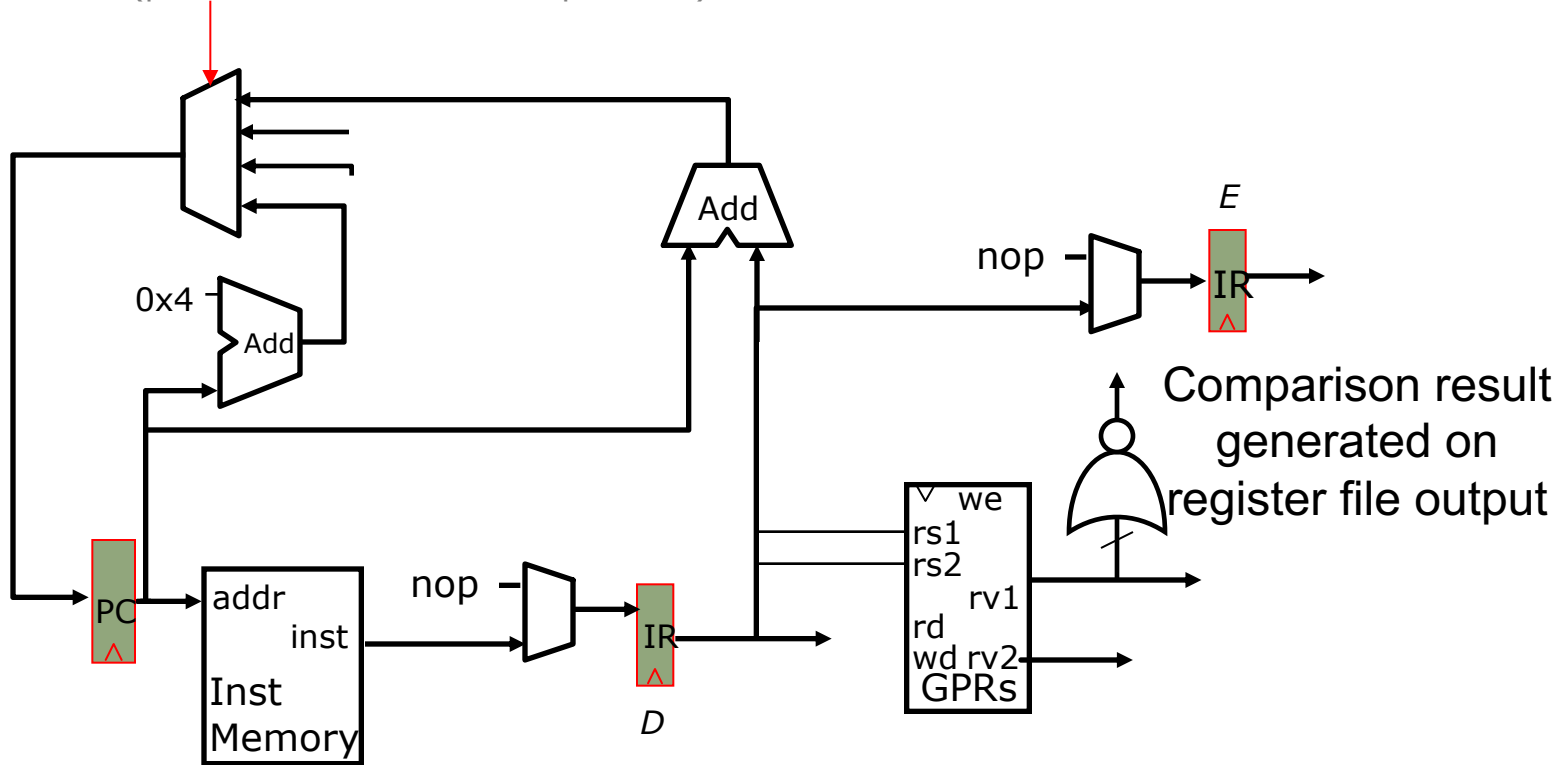 E
nop
IR
0x4
Add
Add
Comparison result
generated on
register file output
we
rs1
rs2
rv1
rd
wd rv2
GPRs
PC
addr
inst
Inst
Memory
nop
IR
D